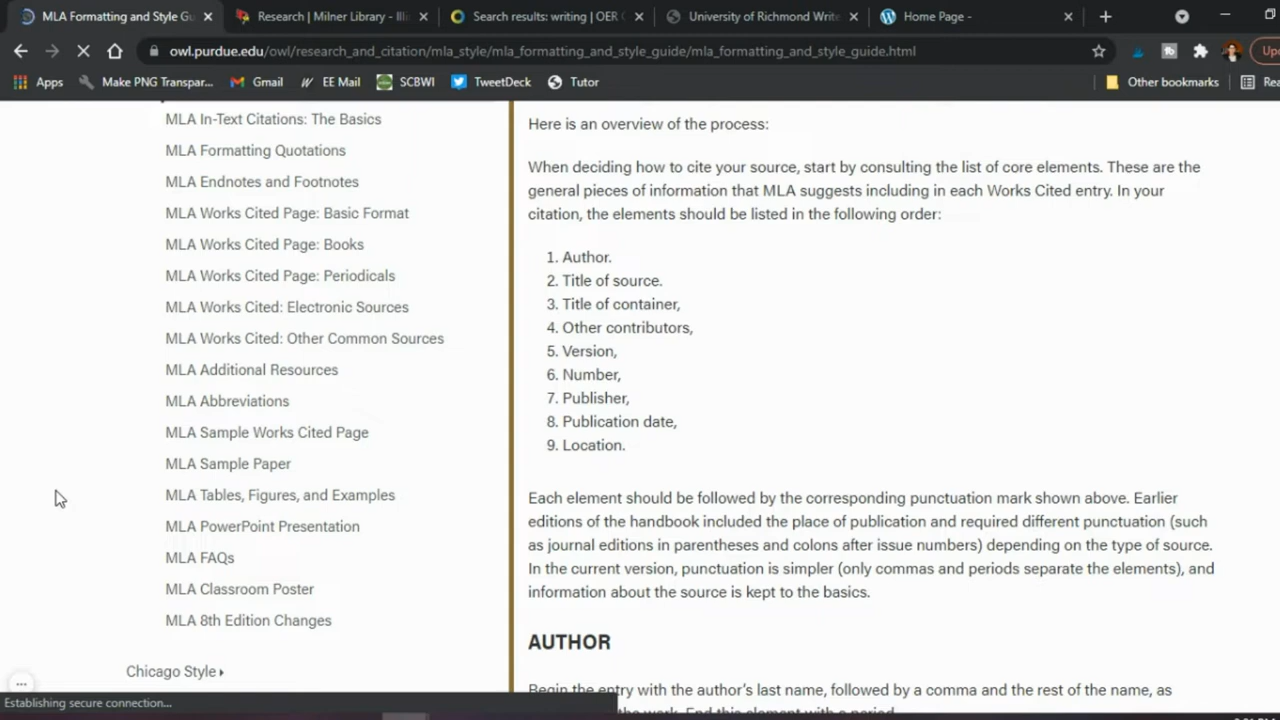 MLA Formatting and Style Gu
Research | Milner Library - Illi
Search results: writing | OER C
University of Richmond Write
Home Page -
owl.purdue.edu/owl/research_and_citation/mla_style/mla_formatting_and_style_guide/mla_formatting_and_style_guide.html
Apps
Make PNG Transpar...
Gmail
EE Mail
SCBWI
TweetDeck
Tutor
Other bookmarks
MLA In-Text Citations: The Basics
MLA Formatting Quotations
MLA Endnotes and Footnotes
MLA Works Cited Page: Basic Format
MLA Works Cited Page: Books
MLA Works Cited Page: Periodicals
MLA Works Cited: Electronic Sources
MLA Works Cited: Other Common Sources
MLA Additional Resources
MLA Abbreviations
MLA Sample Works Cited Page
MLA Sample Paper
MLA Tables, Figures, and Examples
MLA PowerPoint Presentation
MLA FAQs
MLA Classroom Poster
MLA 8th Edition Changes
Chicago Style
...
Establishing secure connection...
Here is an overview of the process:
When deciding how to cite your source, start by consulting the list of core elements. These are the
general pieces of information that MLA suggests including in each Works Cited entry. In your
citation, the elements should be listed in the following order:
1. Author.
2. Title of source.
3. Title of container,
4. Other contributors,
5. Version,
6. Number,
7. Publisher,
8. Publication date,
9. Location.
Each element should be followed by the corresponding punctuation mark shown above. Earlier
editions of the handbook included the place of publication and required different punctuation (such
as journal editions in parentheses and colons after issue numbers) depending on the type of source.
In the current version, punctuation is simpler (only commas and periods separate the elements), and
information about the source is kept to the basics.
AUTHOR
Begin the entry with the author's last name, followed by a comma and the rest of the name, as
the work. End this element with a period.